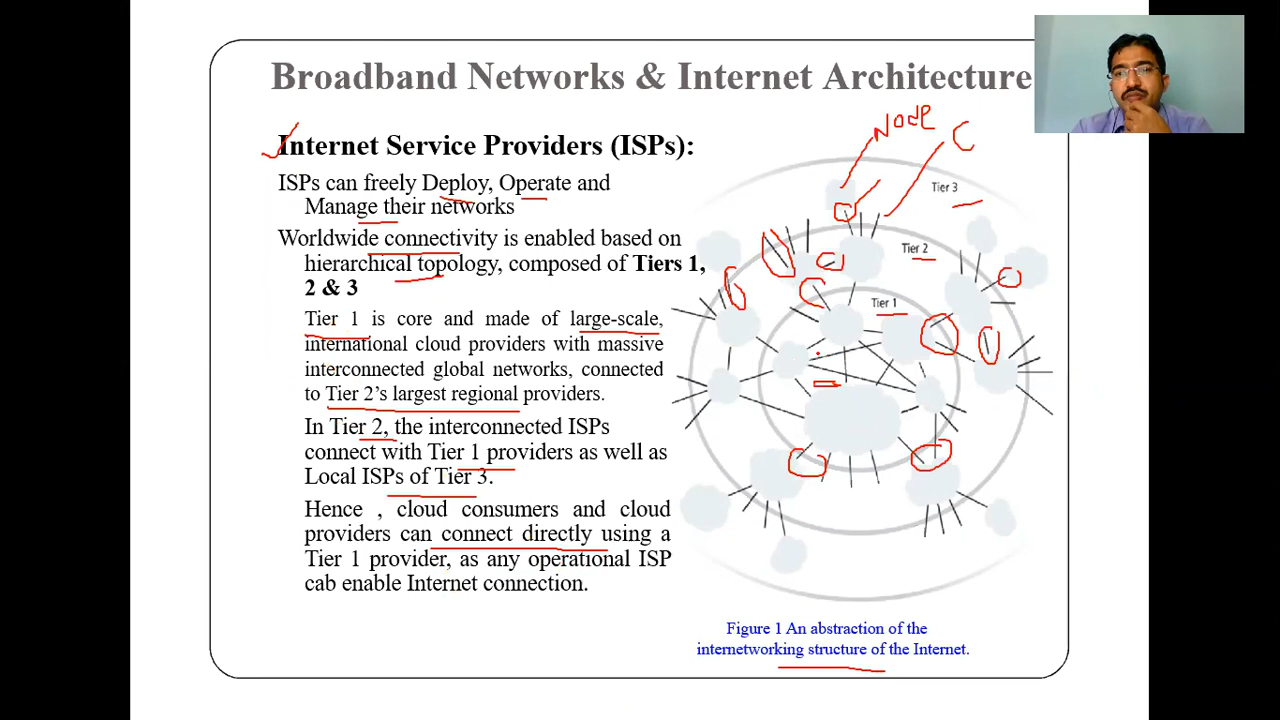 Broadband Networks & Internet Architecture
Internet Service Providers (ISPs):
ISPs can freely Deploy, Operate and
Manage their networks
Worldwide connectivity is enabled based on
hierarchical topology, composed of Tiers 1,
2 & 3
Tier 1 is core and made of large-scale,
international cloud providers with massive
interconnected global networks, connected
to Tier 2's largest regional providers.
In Tier 2, the interconnected ISPs
connect with Tier 1 providers as well as
Local ISPs of Tier 3.
Hence , cloud consumers and cloud
providers can connect directly using a
Tier 1 provider, as any operational ISP
cab enable Internet connection.
Node
C
Tier 3
Tier 2
Tier 1
Figure 1 An abstraction of the
internetworking structure of the Internet.